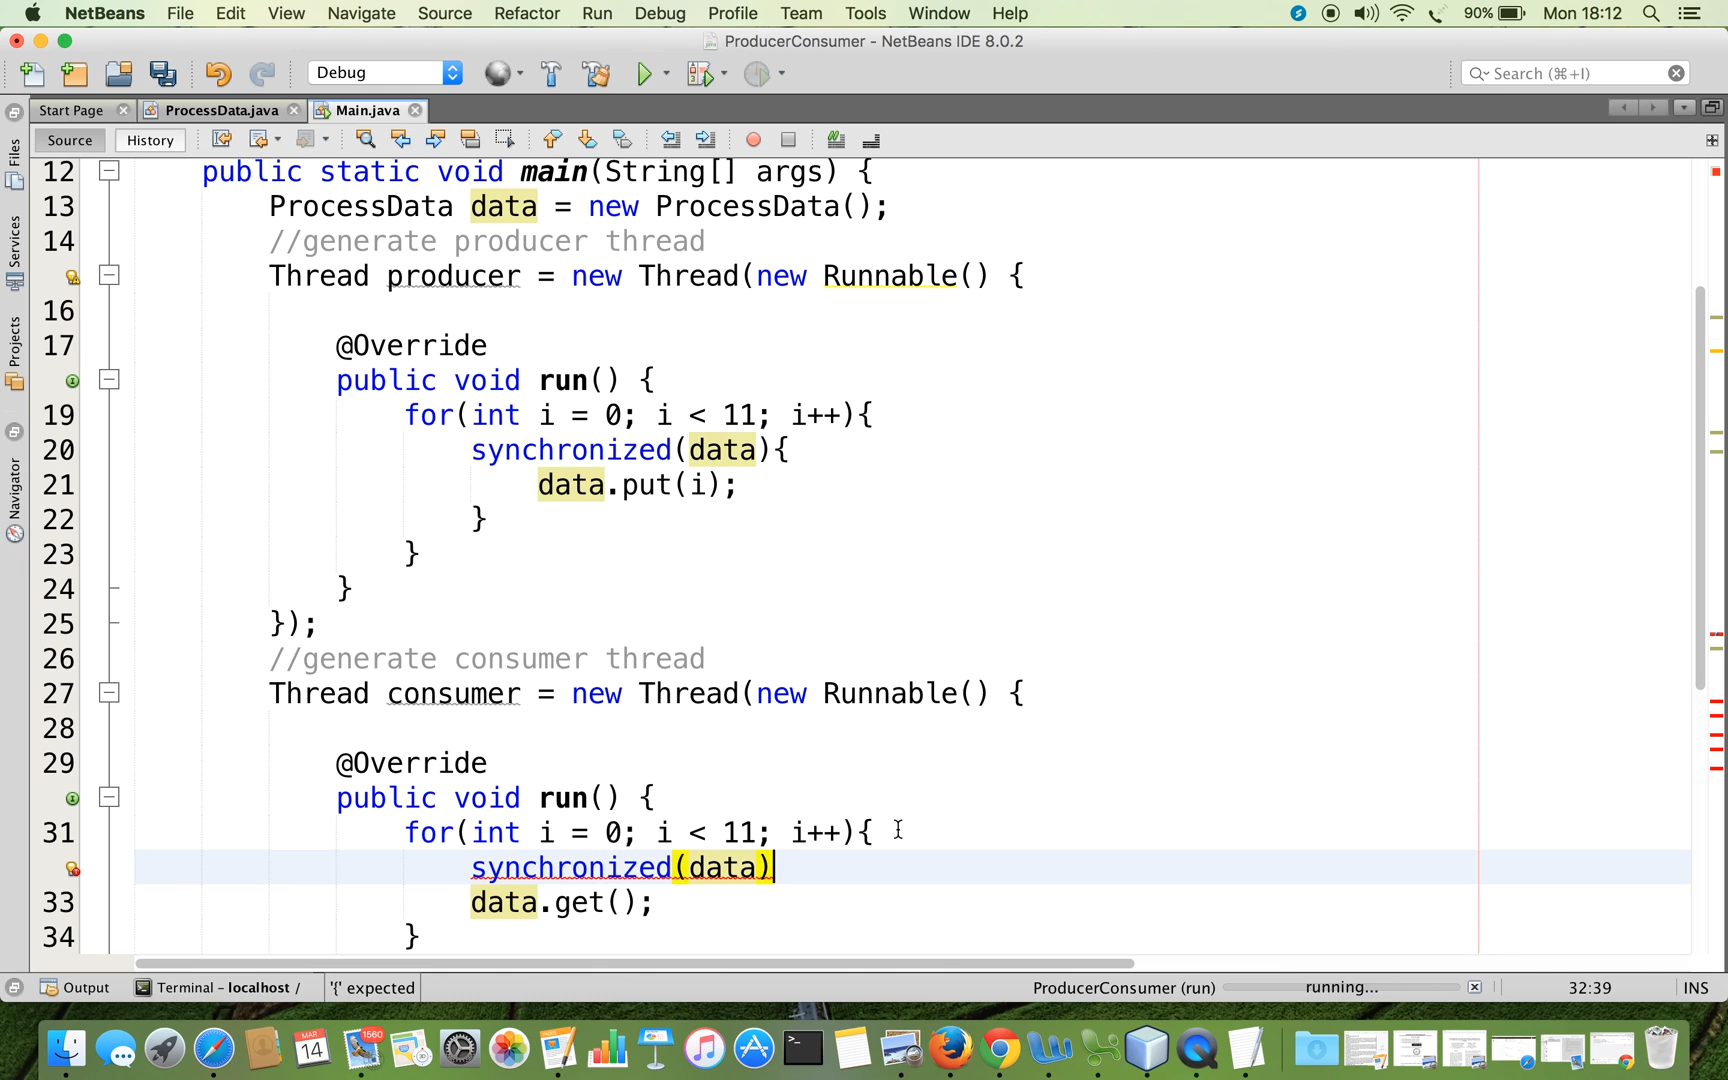 NetBeans File Edit View Navigate Source Refactor Run Debug Profile Team Tools Window Help 90% Mon 18:12
ProducerConsumer - NetBeans IDE 8.0.2
Debug Search (⌘+I)
Start Page ProcessData.java Main.java
Source History
Files
Services
Projects
Navigator
12 public static void main(String[] args) {
13 ProcessData data = new ProcessData();
14 //generate producer thread
Thread producer = new Thread(new Runnable() {
16
17 @Override
public void run() {
19 for(int i = 0; i < 11; i++){
20 synchronized(data){
21 data.put(i);
22 }
23 }
24 }
25 });
26 //generate consumer thread
27 Thread consumer = new Thread(new Runnable() {
28
29 @Override
public void run() {
31 for(int i = 0; i < 11; i++){
synchronized(data)
33 data.get();
34 }
Output Terminal – localhost / '{' expected ProducerConsumer (run) running... 32:39 INS
MAR
14
1560